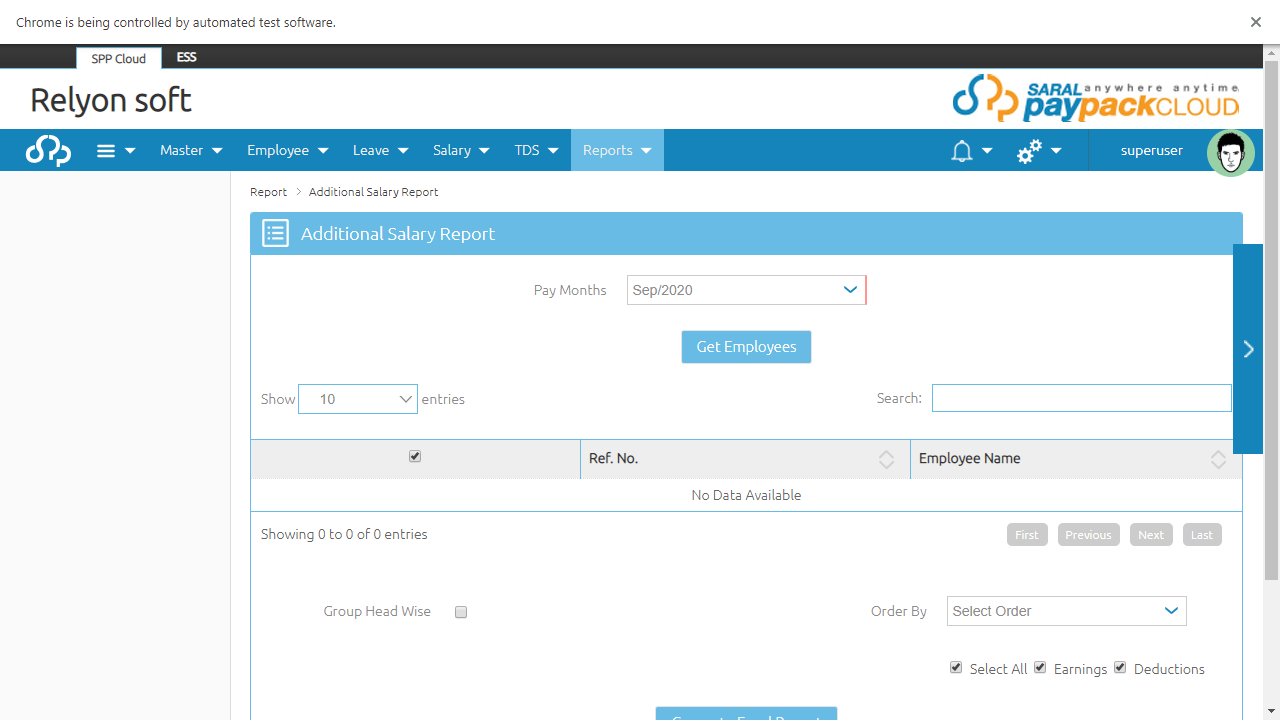 Chrome is being controlled by automated test software.
SPP Cloud ESS
Relyon soft
SARAL anywhere anytime
paypackCLOUD
Master Employee Leave Salary TDS Reports superuser
Report > Additional Salary Report
Additional Salary Report
Pay Months Sep/2020
Get Employees
Show 10 entries Search:
Ref. No. Employee Name
No Data Available
Showing 0 to 0 of 0 entries First Previous Next Last
Group Head Wise Order By Select Order
Select All Earnings Deductions